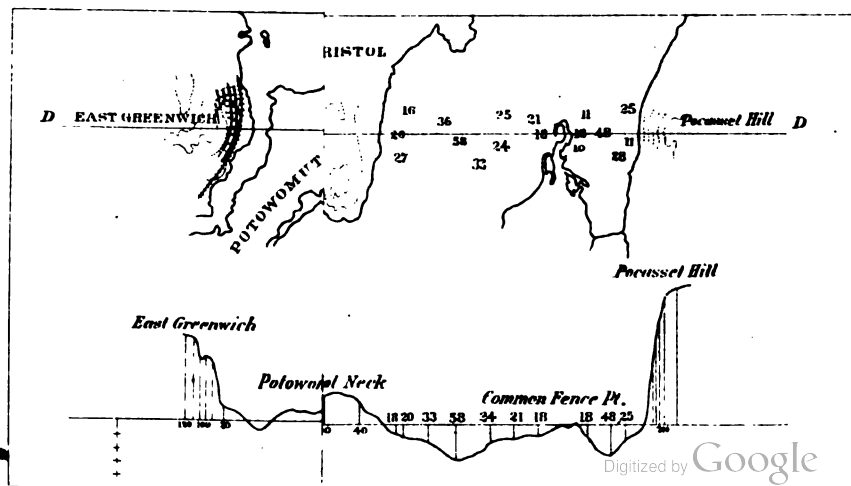 RISTOL
D EAST GREENWICH
16 36 25 21 11 25
Pocasset Hill D
20 58 24 18 18 48 11
27 33 10 28
POTOWOMUT
Pocasset Hill
East Greenwich
Potowomt Neck
Common Fence Pt.
18 20 33 58 34 21 18 18 48 25
40
Digitized by Google